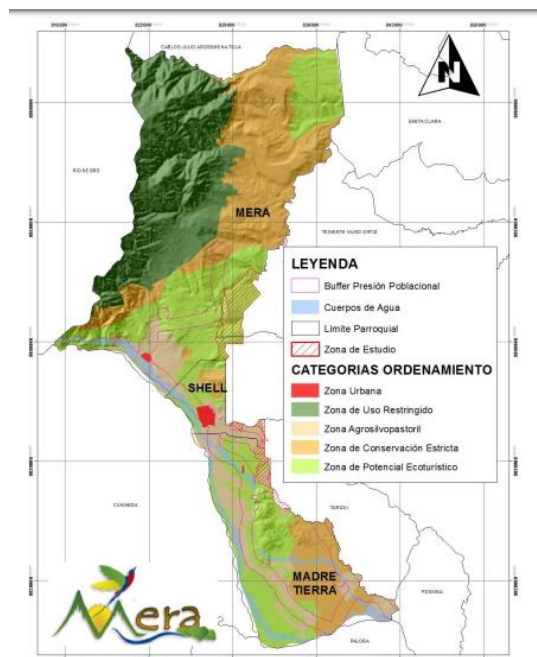 CARLOS JULIO AROSEMENA TOLA
N
SANTA CLARA
RIO NEGRO
MERA
TENIENTE HUGO ORTIZ
LEYENDA
Buffer Presión Poblacional
Cuerpos de Agua
Límite Parroquial
Zona de Estudio
CATEGORIAS ORDENAMIENTO
Zona Urbana
Zona de Uso Restringido
Zona Agrosilvopastoril
Zona de Conservación Estricta
Zona de Potencial Ecoturístico
SHELL
CUMANDA
TARQUI
MADRE
TIERRA
POMONA
PALORA
Mera